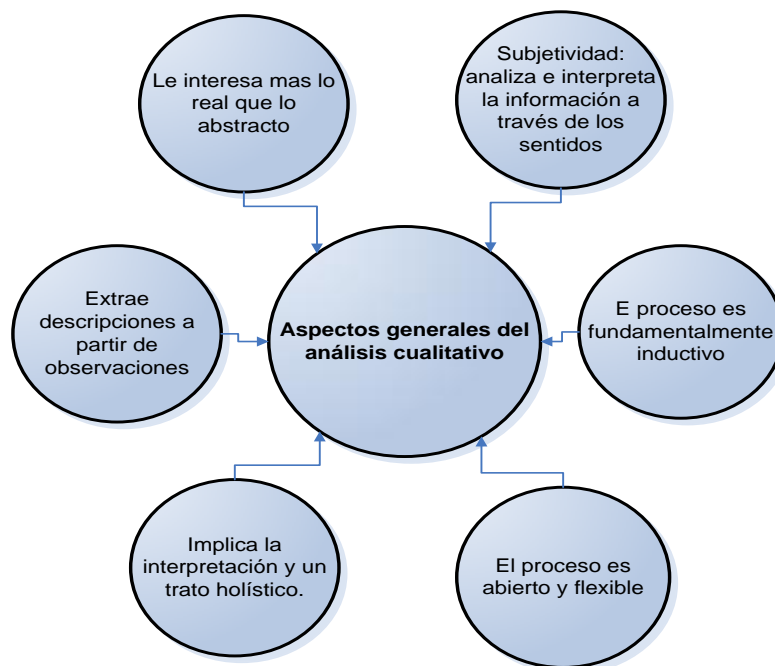 Le interesa mas lo
real que lo
abstracto
Subjetividad:
analiza e interpreta
la información a
través de los
sentidos
Extrae
descripciones a
partir de
observaciones
Aspectos generales del
análisis cualitativo
E proceso es
fundamentalmente
inductivo
Implica la
interpretación y un
trato holístico.
El proceso es
abierto y flexible